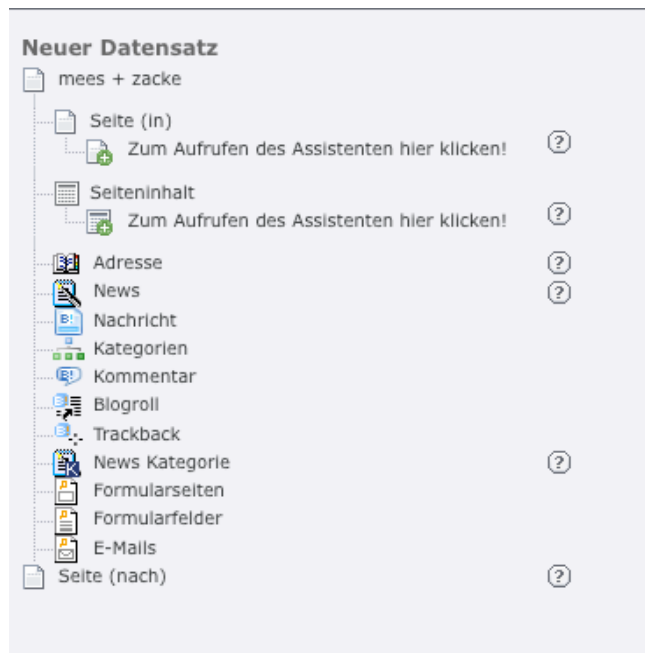 Neuer Datensatz
mees + zacke
Seite (in)
Zum Aufrufen des Assistenten hier klicken!
?
Seiteninhalt
Zum Aufrufen des Assistenten hier klicken!
?
Adresse ?
News ?
Nachricht
Kategorien
Kommentar
Blogroll
Trackback
News Kategorie ?
Formularseiten
Formularfelder
E-Mails
Seite (nach) ?